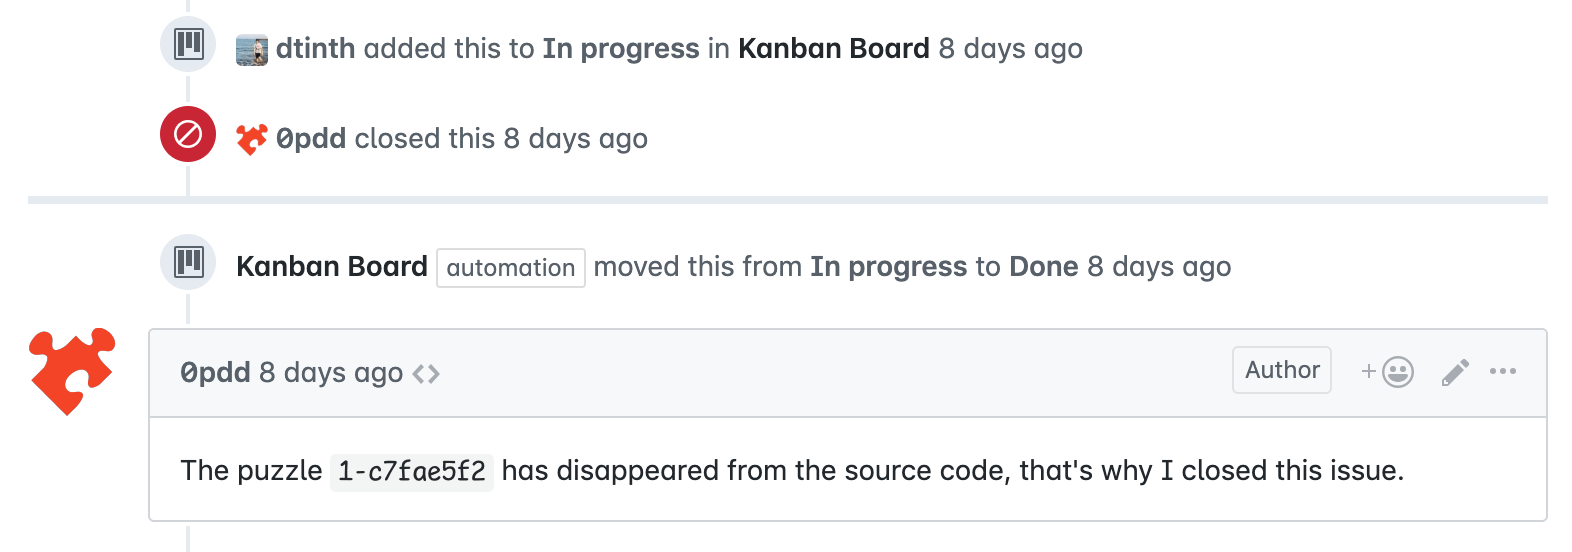 dtinth added this to In progress in Kanban Board 8 days ago
0pdd closed this 8 days ago
Kanban Board automation moved this from In progress to Done 8 days ago
0pdd 8 days ago <> Author
The puzzle 1-c7fae5f2 has disappeared from the source code, that's why I closed this issue.